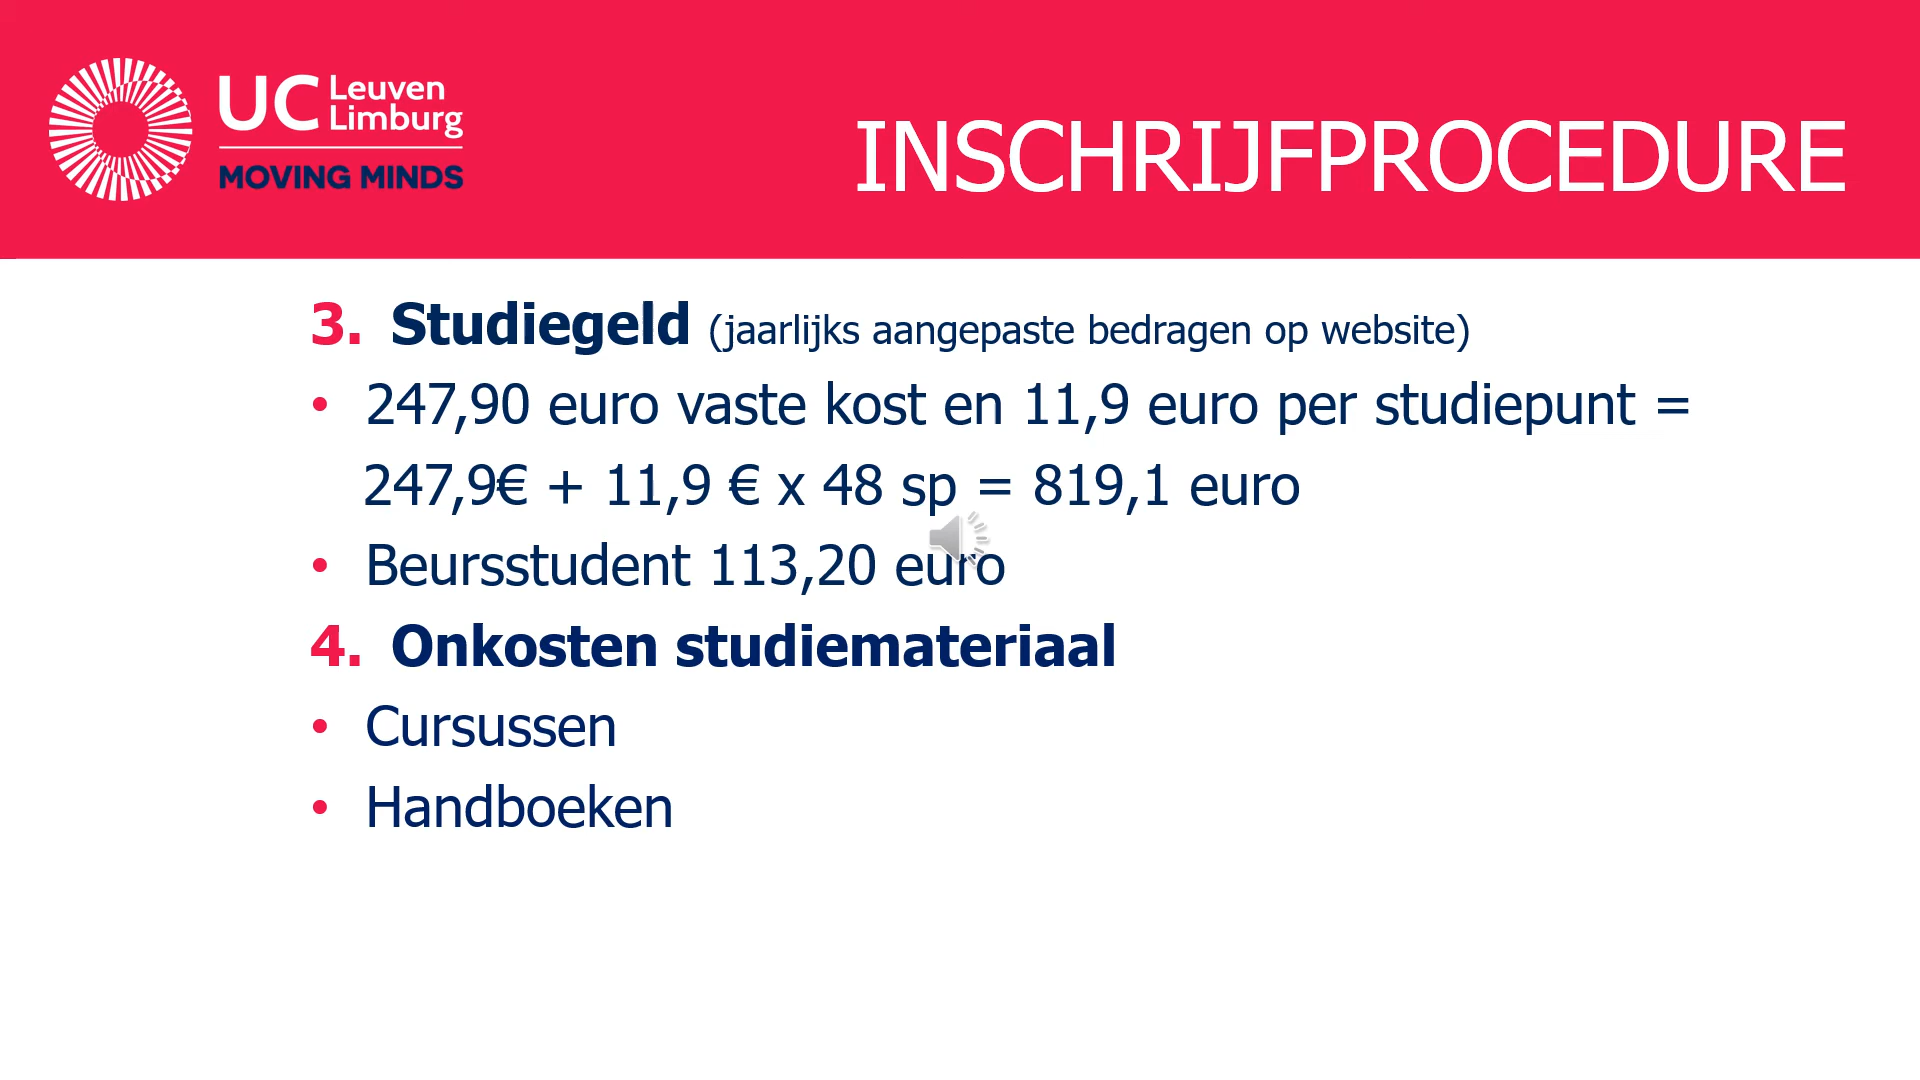 UC Leuven
Limburg
MOVING MINDS
INSCHRIJFPROCEDURE
3. Studiegeld (jaarlijks aangepaste bedragen op website)
• 247,90 euro vaste kost en 11,9 euro per studiepunt =
247,9€ + 11,9 € x 48 sp = 819,1 euro
• Beursstudent 113,20 euro
4. Onkosten studiemateriaal
• Cursussen
• Handboeken